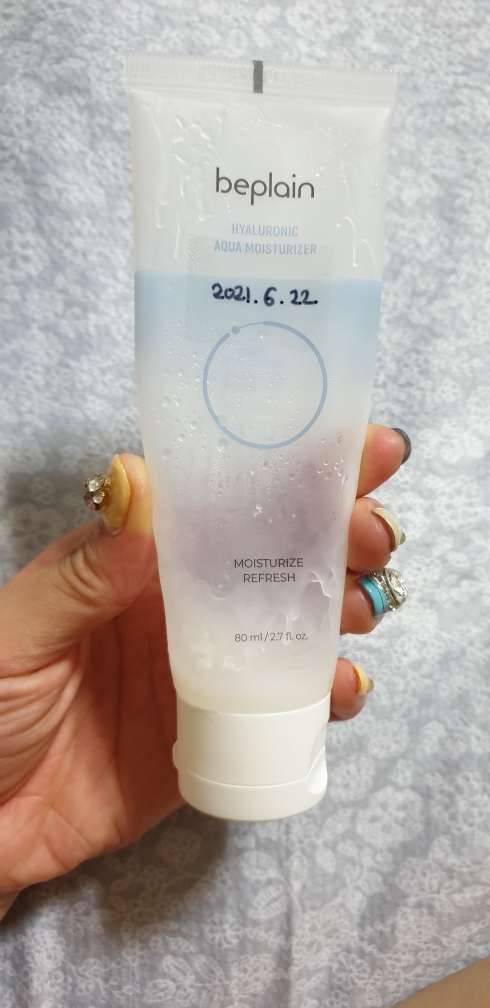 beplain
HYALURONIC
AQUA MOISTURIZER
2021.6.22
MOISTURIZE
REFRESH
80 ml / 2.7 fl. oz.